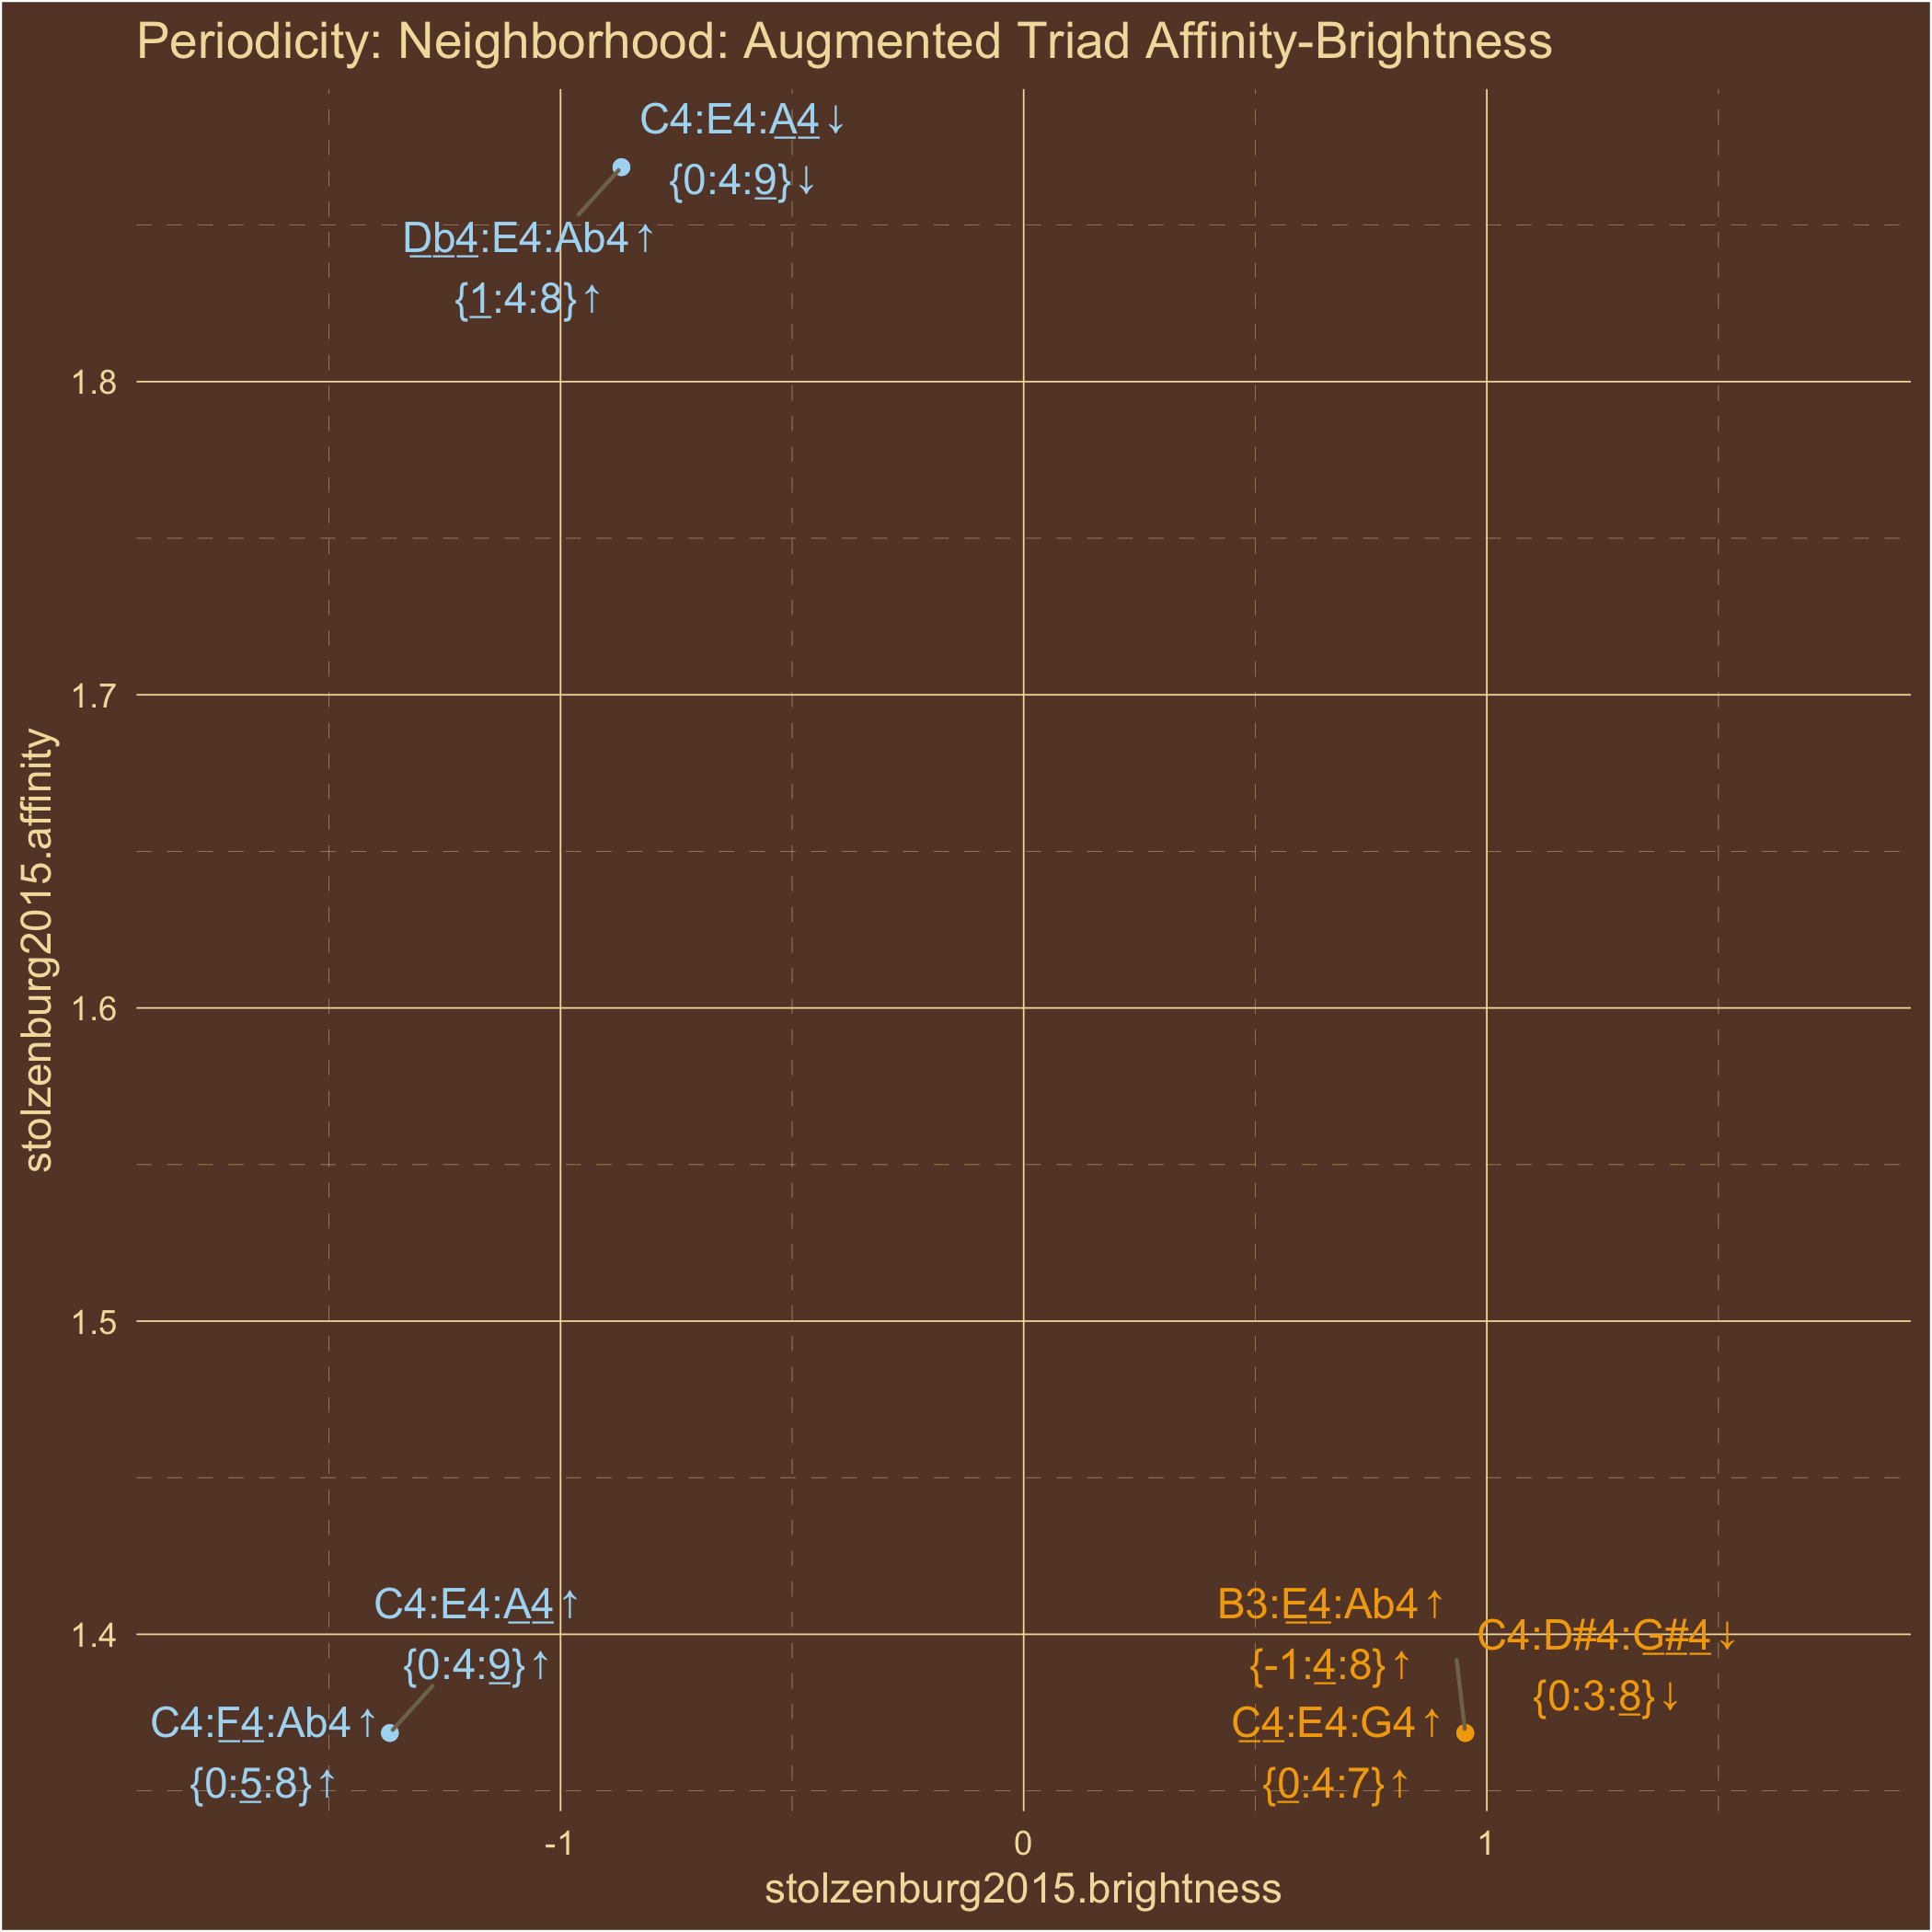 Periodicity: Neighborhood: Augmented Triad Affinity-Brightness
C4:E4:A4↓
{0:4:9}↓
Db4:E4:Ab4↑
{1:4:8}↑
1.8
1.7
1.6
1.5
1.4
stolzenburg2015.affinity
C4:E4:A4↑
{0:4:9}↑
C4:F4:Ab4↑
{0:5:8}↑
B3:E4:Ab4↑
{-1:4:8}↑
C4:D#4:G#4↓
{0:3:8}↓
C4:E4:G4↑
{0:4:7}↑
-1
0
1
stolzenburg2015.brightness